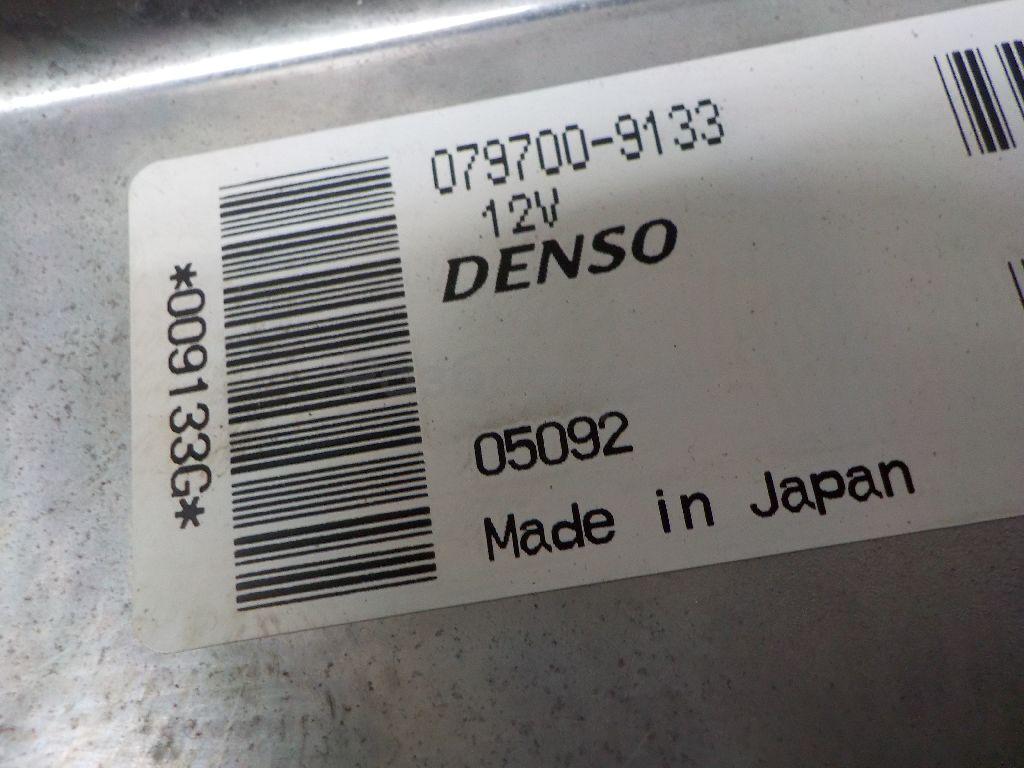 079700-9133
12V
DENSO
05092
Made in Japan
*009133G*